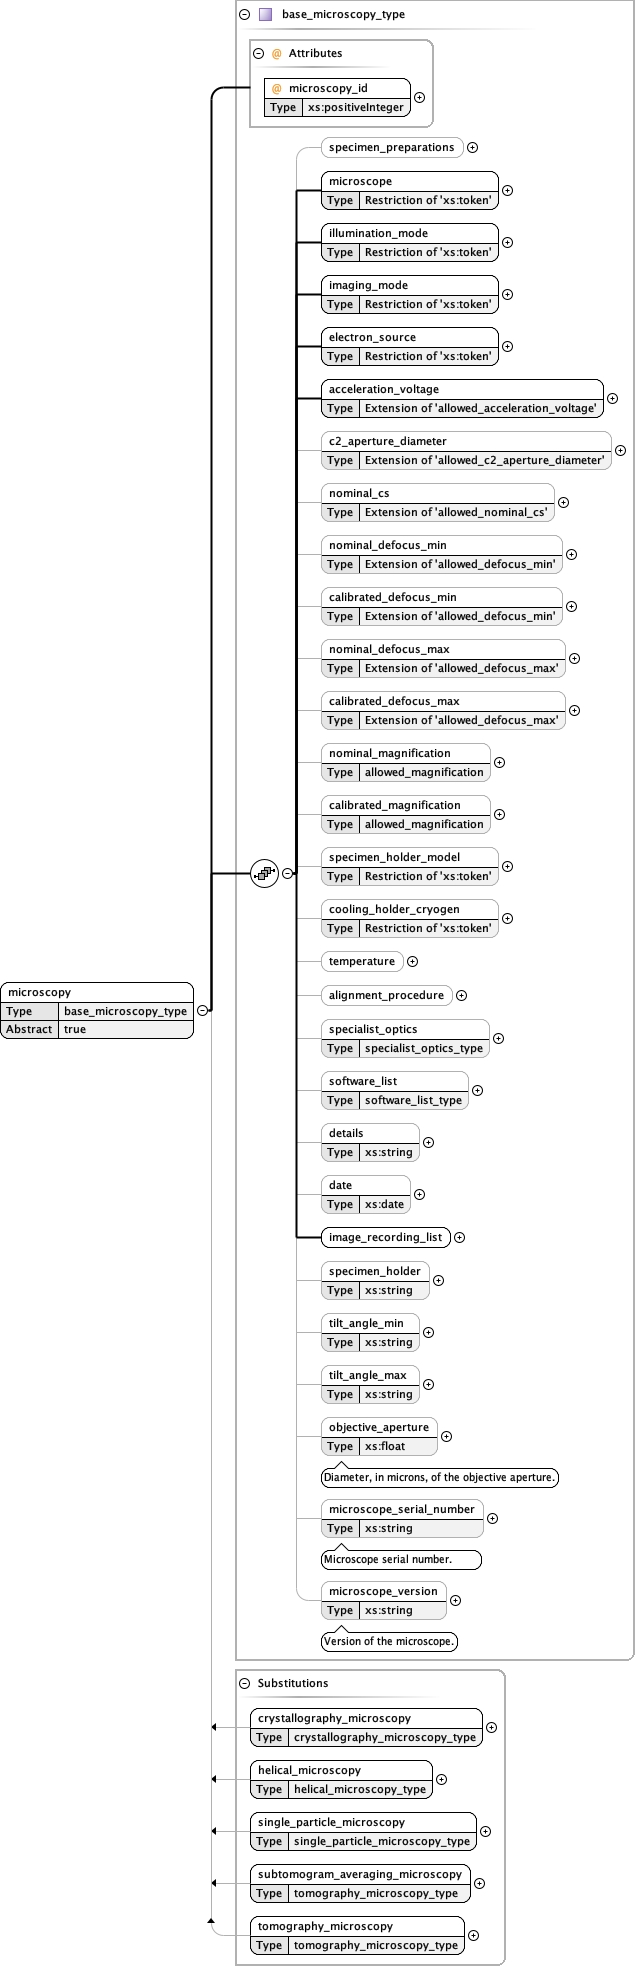 base_microscopy_type
@ Attributes
@ microscopy_id
Type xs:positiveInteger
specimen_preparations
microscope
Type Restriction of 'xs:token'
illumination_mode
Type Restriction of 'xs:token'
imaging_mode
Type Restriction of 'xs:token'
electron_source
Type Restriction of 'xs:token'
acceleration_voltage
Type Extension of 'allowed_acceleration_voltage'
c2_aperture_diameter
Type Extension of 'allowed_c2_aperture_diameter'
nominal_cs
Type Extension of 'allowed_nominal_cs'
nominal_defocus_min
Type Extension of 'allowed_defocus_min'
calibrated_defocus_min
Type Extension of 'allowed_defocus_min'
nominal_defocus_max
Type Extension of 'allowed_defocus_max'
calibrated_defocus_max
Type Extension of 'allowed_defocus_max'
nominal_magnification
Type allowed_magnification
calibrated_magnification
Type allowed_magnification
specimen_holder_model
Type Restriction of 'xs:token'
cooling_holder_cryogen
Type Restriction of 'xs:token'
temperature
microscopy
Type base_microscopy_type
Abstract true
alignment_procedure
specialist_optics
Type specialist_optics_type
software_list
Type software_list_type
details
Type xs:string
date
Type xs:date
image_recording_list
specimen_holder
Type xs:string
tilt_angle_min
Type xs:string
tilt_angle_max
Type xs:string
objective_aperture
Type xs:float
Diameter, in microns, of the objective aperture.
microscope_serial_number
Type xs:string
Microscope serial number.
microscope_version
Type xs:string
Version of the microscope.
Substitutions
crystallography_microscopy
Type crystallography_microscopy_type
helical_microscopy
Type helical_microscopy_type
single_particle_microscopy
Type single_particle_microscopy_type
subtomogram_averaging_microscopy
Type tomography_microscopy_type
tomography_microscopy
Type tomography_microscopy_type